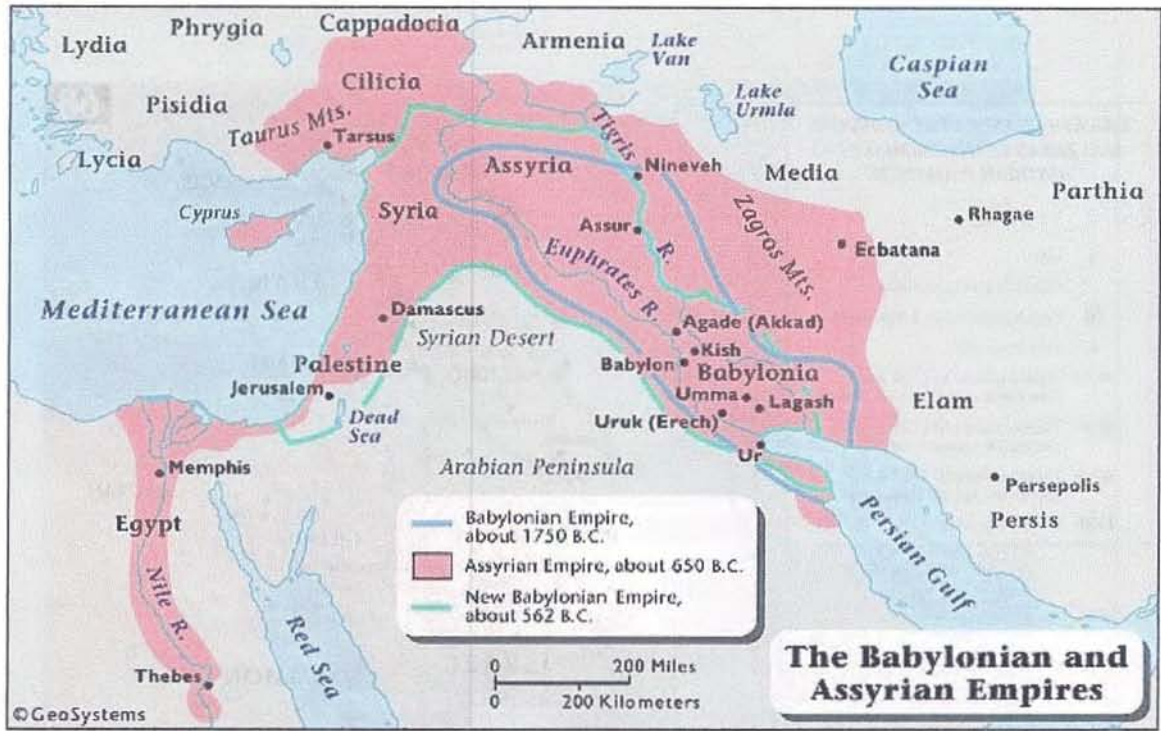 Lydia
Phrygia
Cappadocia
Armenia
Lake
Van
Caspian
Sea
Cilicia
Pisidia
Taurus Mts.
Tarsus
Lake
Urmla
Lycia
Tigris
R.
Assyria
Nineveh
Media
Parthia
Cyprus
Syria
Assur
Zagros Mts.
Rhagae
Ecbatana
Euphrates R.
Mediterranean Sea
Damascus
Syrian Desert
Agade (Akkad)
Kish
Palestine
Babylon
Babylonia
Jerusalem
Umma
Lagash
Elam
Dead
Sea
Uruk (Erech)
Ur
Memphis
Arabian Peninsula
Persepolis
Egypt
Persis
Persian Gulf
Nile R.
Red Sea
Thebes
Babylonian Empire,
about 1750 B.C.
Assyrian Empire, about 650 B.C.
New Babylonian Empire,
about 562 B.C.
0 200 Miles
0 200 Kilometers
The Babylonian and
Assyrian Empires
©GeoSystems